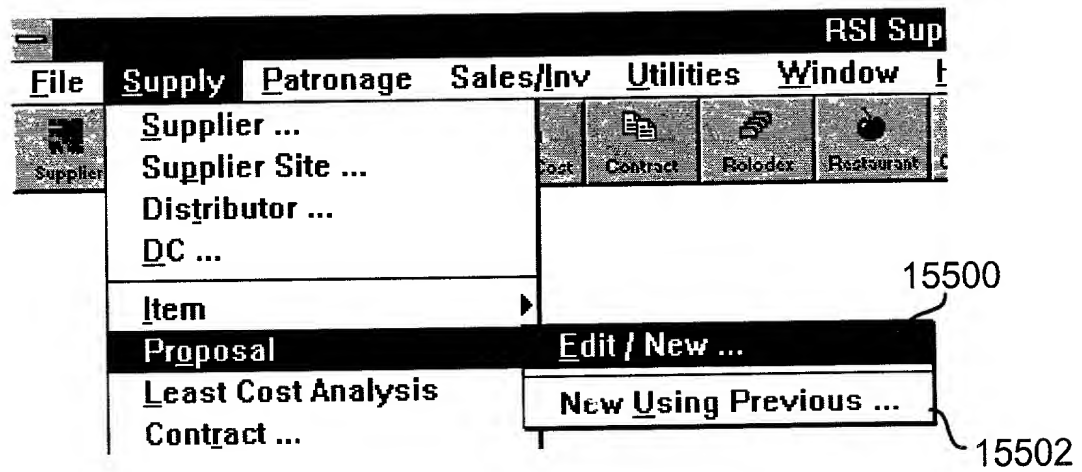 RSI Sup
File Supply Patronage Sales/Inv Utilities Window H
Supplier Cost Contract Rolodex Restaurant C
Supplier ...
Supplier Site ...
Distributor ...
DC ...
15500
Item
Proposal Edit / New ...
Least Cost Analysis New Using Previous ...
Contract ...
15502